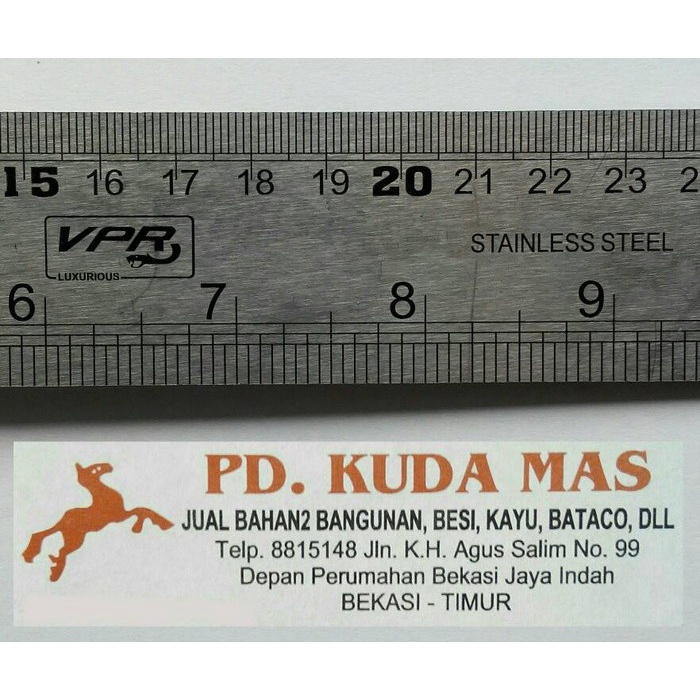 15 16 17 18 19 20 21 22 23
VPR
LUXURIOUS
STAINLESS STEEL
6 7 8 9
PD. KUDA MAS
JUAL BAHAN2 BANGUNAN, BESI, KAYU, BATACO, DLL
Telp. 8815148 Jln. K.H. Agus Salim No. 99
Depan Perumahan Bekasi Jaya Indah
BEKASI - TIMUR